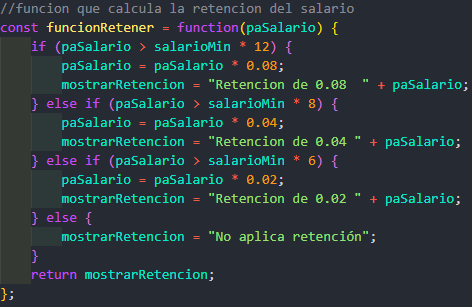 //funcion que calcula la retencion del salario
const funcionRetener = function(paSalario) {
    if (paSalario > salarioMin * 12) {
        paSalario = paSalario * 0.08;
        mostrarRetencion = "Retencion de 0.08  " + paSalario;
    } else if (paSalario > salarioMin * 8) {
        paSalario = paSalario * 0.04;
        mostrarRetencion = "Retencion de 0.04 " + paSalario;
    } else if (paSalario > salarioMin * 6) {
        paSalario = paSalario * 0.02;
        mostrarRetencion = "Retencion de 0.02 " + paSalario;
    } else {
        mostrarRetencion = "No aplica retención";
    }
    return mostrarRetencion;
};